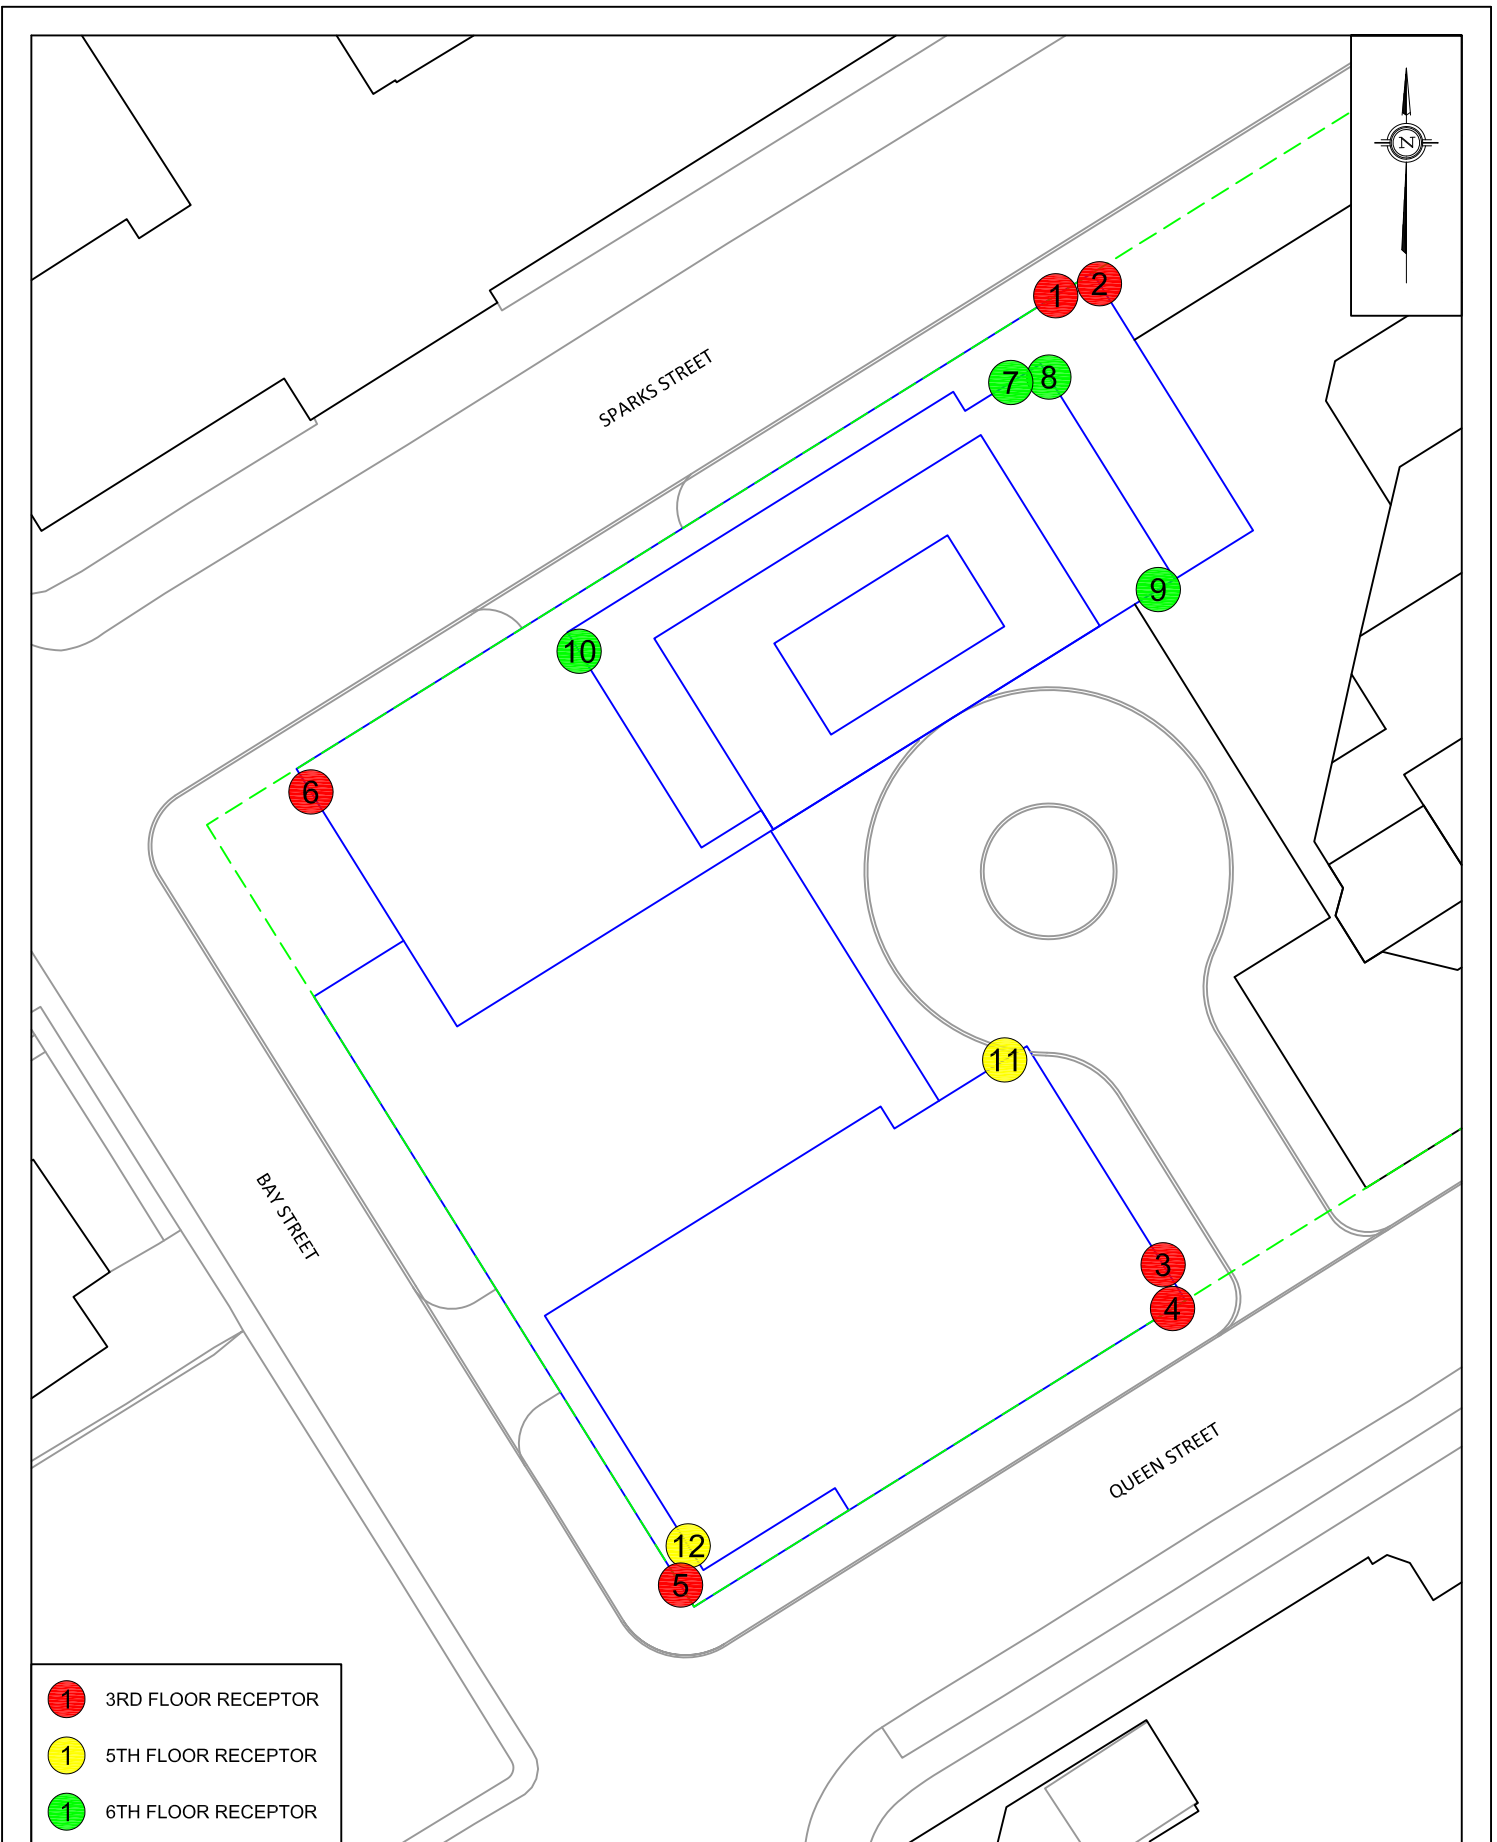 N
2
1
8
7
SPARKS STREET
9
10
6
11
BAY STREET
3
4
QUEEN STREET
12
5
1 3RD FLOOR RECEPTOR
1 5TH FLOOR RECEPTOR
1 6TH FLOOR RECEPTOR